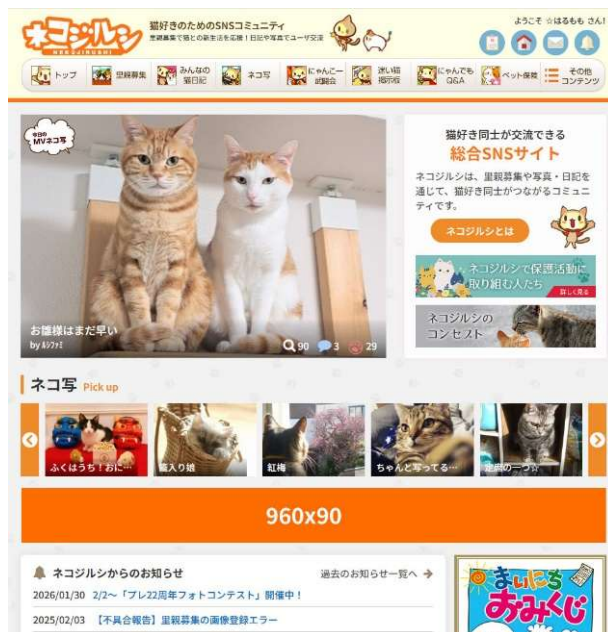 ネコジルシ
NEKOJIRUSHI
猫好きのためのSNSコミュニティ
里親募集で猫との新生活を応援！日記や写真でユーザ交流
ようこそ ☆はるもも さん！
トップ
里親募集
みんなの
猫日記
ネコ写
にゃんこ一
武闘会
迷い猫
掲示板
にゃんでも
Q&A
ペット保険
その他
コンテンツ
今日の
MVネコ写
お雛様はまだ早い
by ルシファミ
90 3 29
猫好き同士が交流できる
総合SNSサイト
ネコジルシは、里親募集や写真・日記を
通じて、猫好き同士がつながるコミュニ
ティです。
ネコジルシとは
ネコジルシで保護活動に
取り組む人たち
詳しく見る
ネコジルシの
コンセプト
ネコ写 Pick up
ふくはうち！おに…
箱入り娘
紅梅
ちゃんと写ってる…
定席の一つ☆
960x90
ネコジルシからのお知らせ
過去のお知らせ一覧へ →
2026/01/30 2/2～「プレ22周年フォトコンテスト」開催中！
2025/02/03 【不具合報告】里親募集の画像登録エラー
まいにち
おみくじ